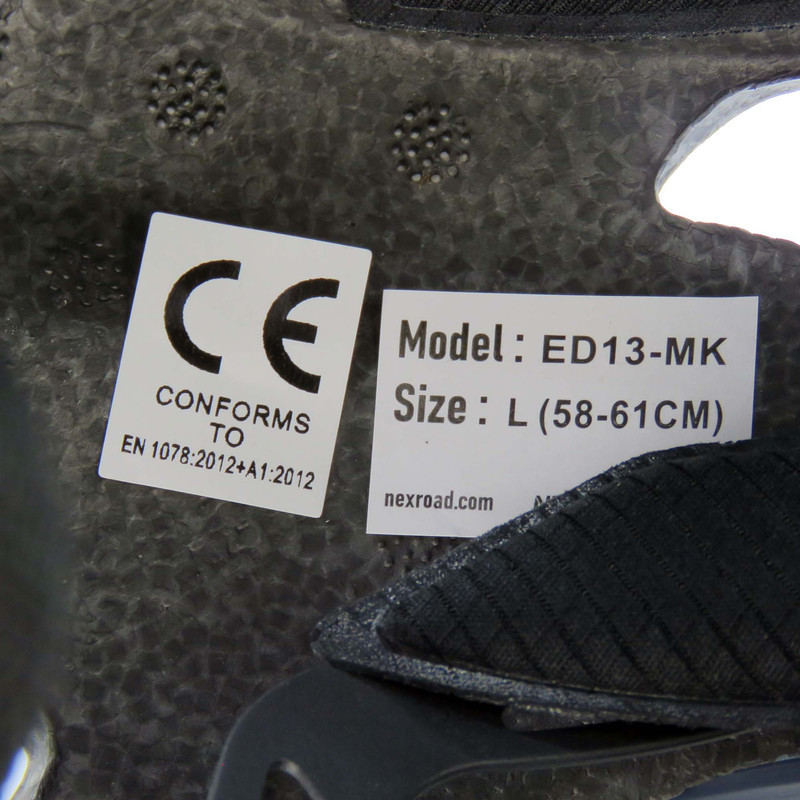 CE
CONFORMS
TO
EN 1078:2012+A1:2012
Model: ED13-MK
Size: L (58-61CM)
nexroad.com